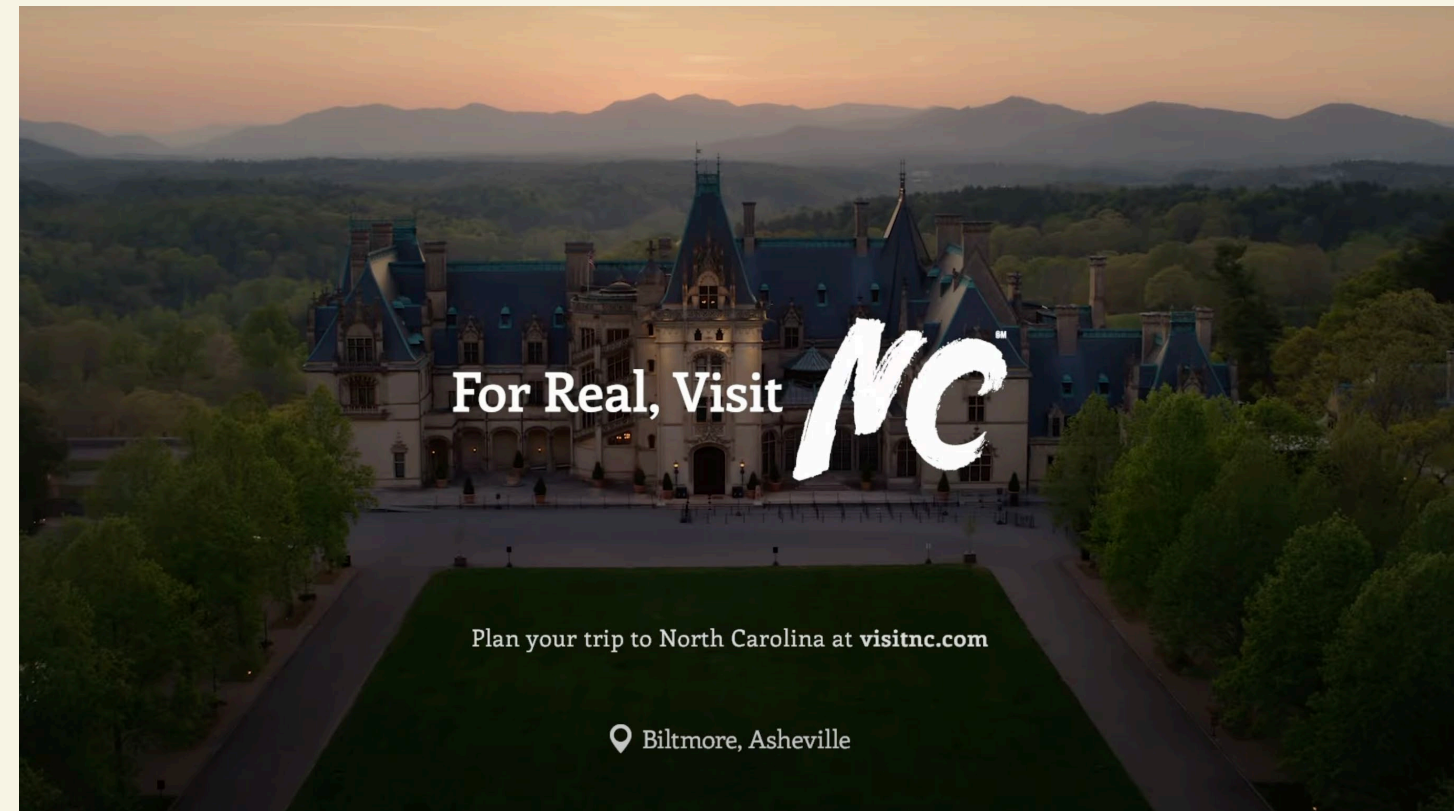 For Real, Visit NC SM
Plan your trip to North Carolina at visitnc.com
Biltmore, Asheville